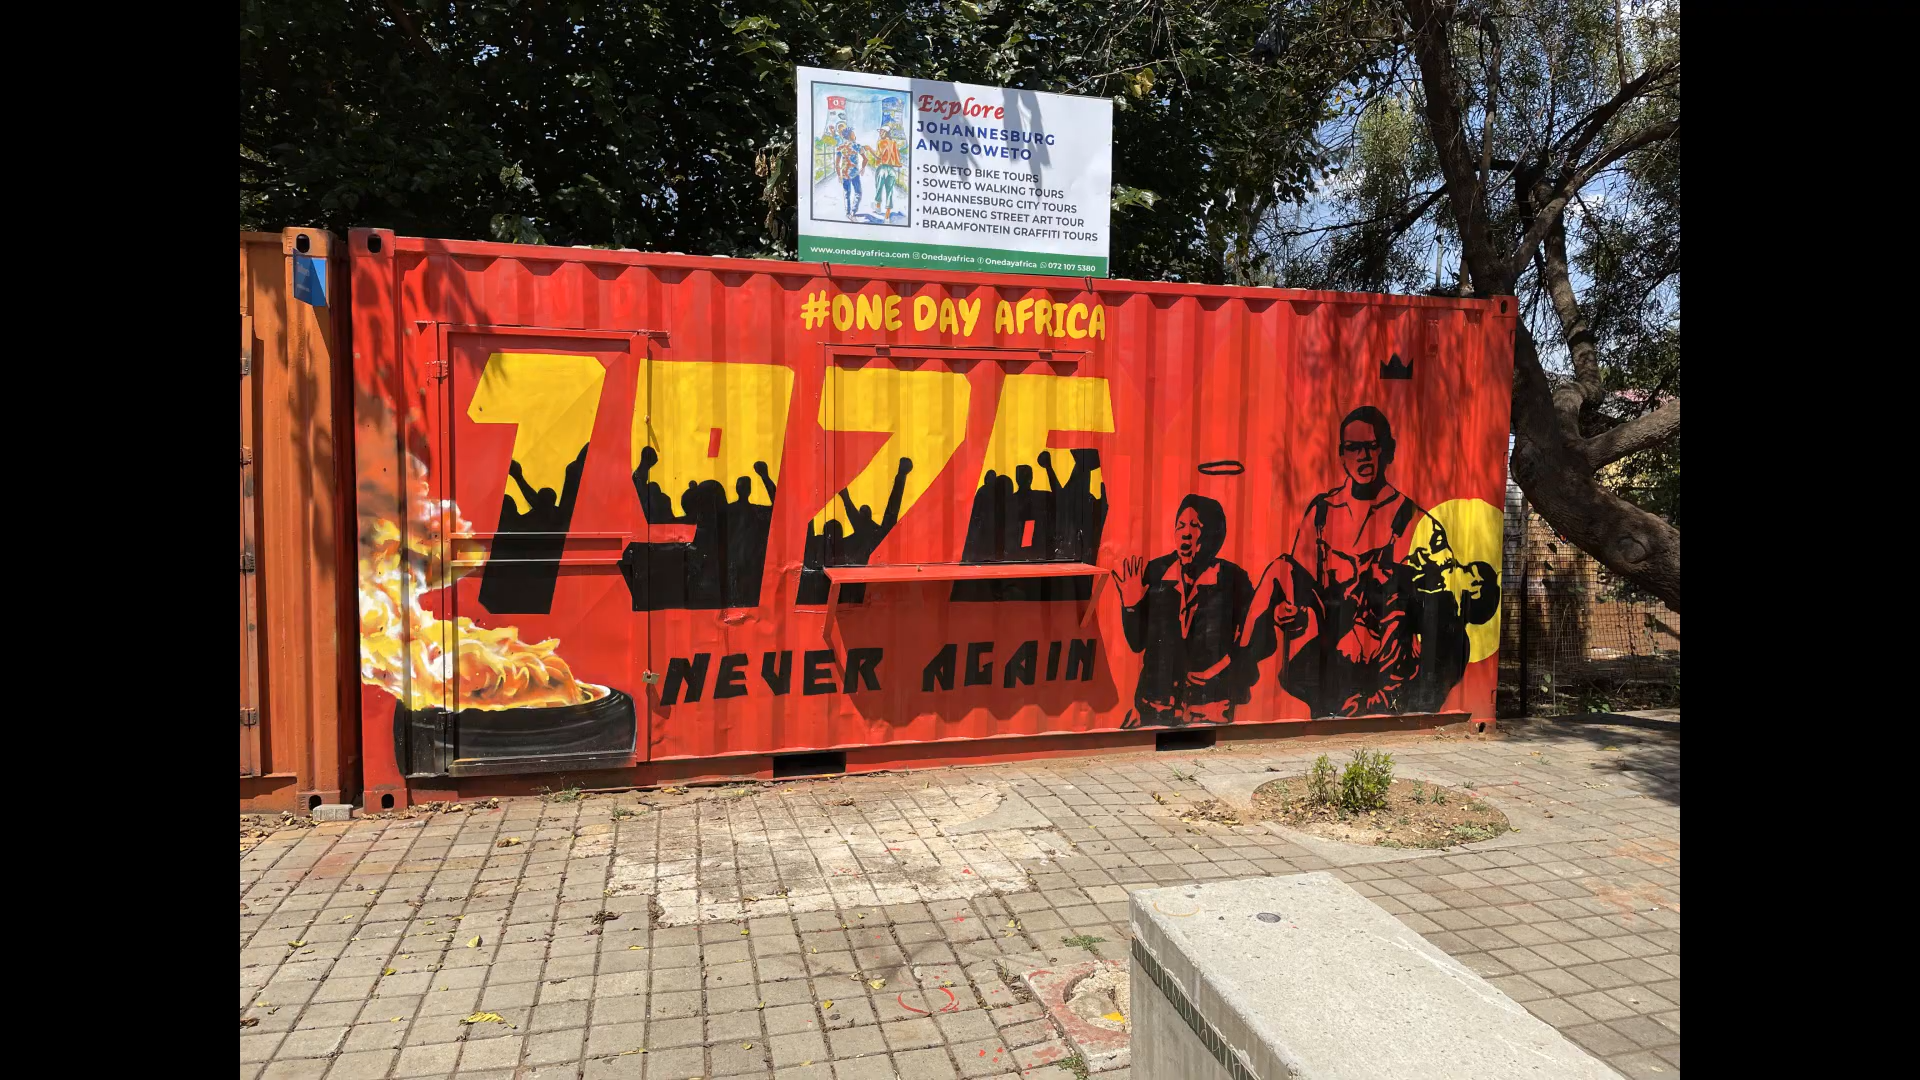 Explore
JOHANNESBURG
AND SOWETO
• SOWETO BIKE TOURS
• SOWETO WALKING TOURS
• JOHANNESBURG CITY TOURS
• MABONENG STREET ART TOUR
• BRAAMFONTEIN GRAFFITI TOURS
www.onedayafrica.com Onedayafrica Onedayafrica 072 107 5380
#ONE DAY AFRICA
1976
NEVER AGAIN